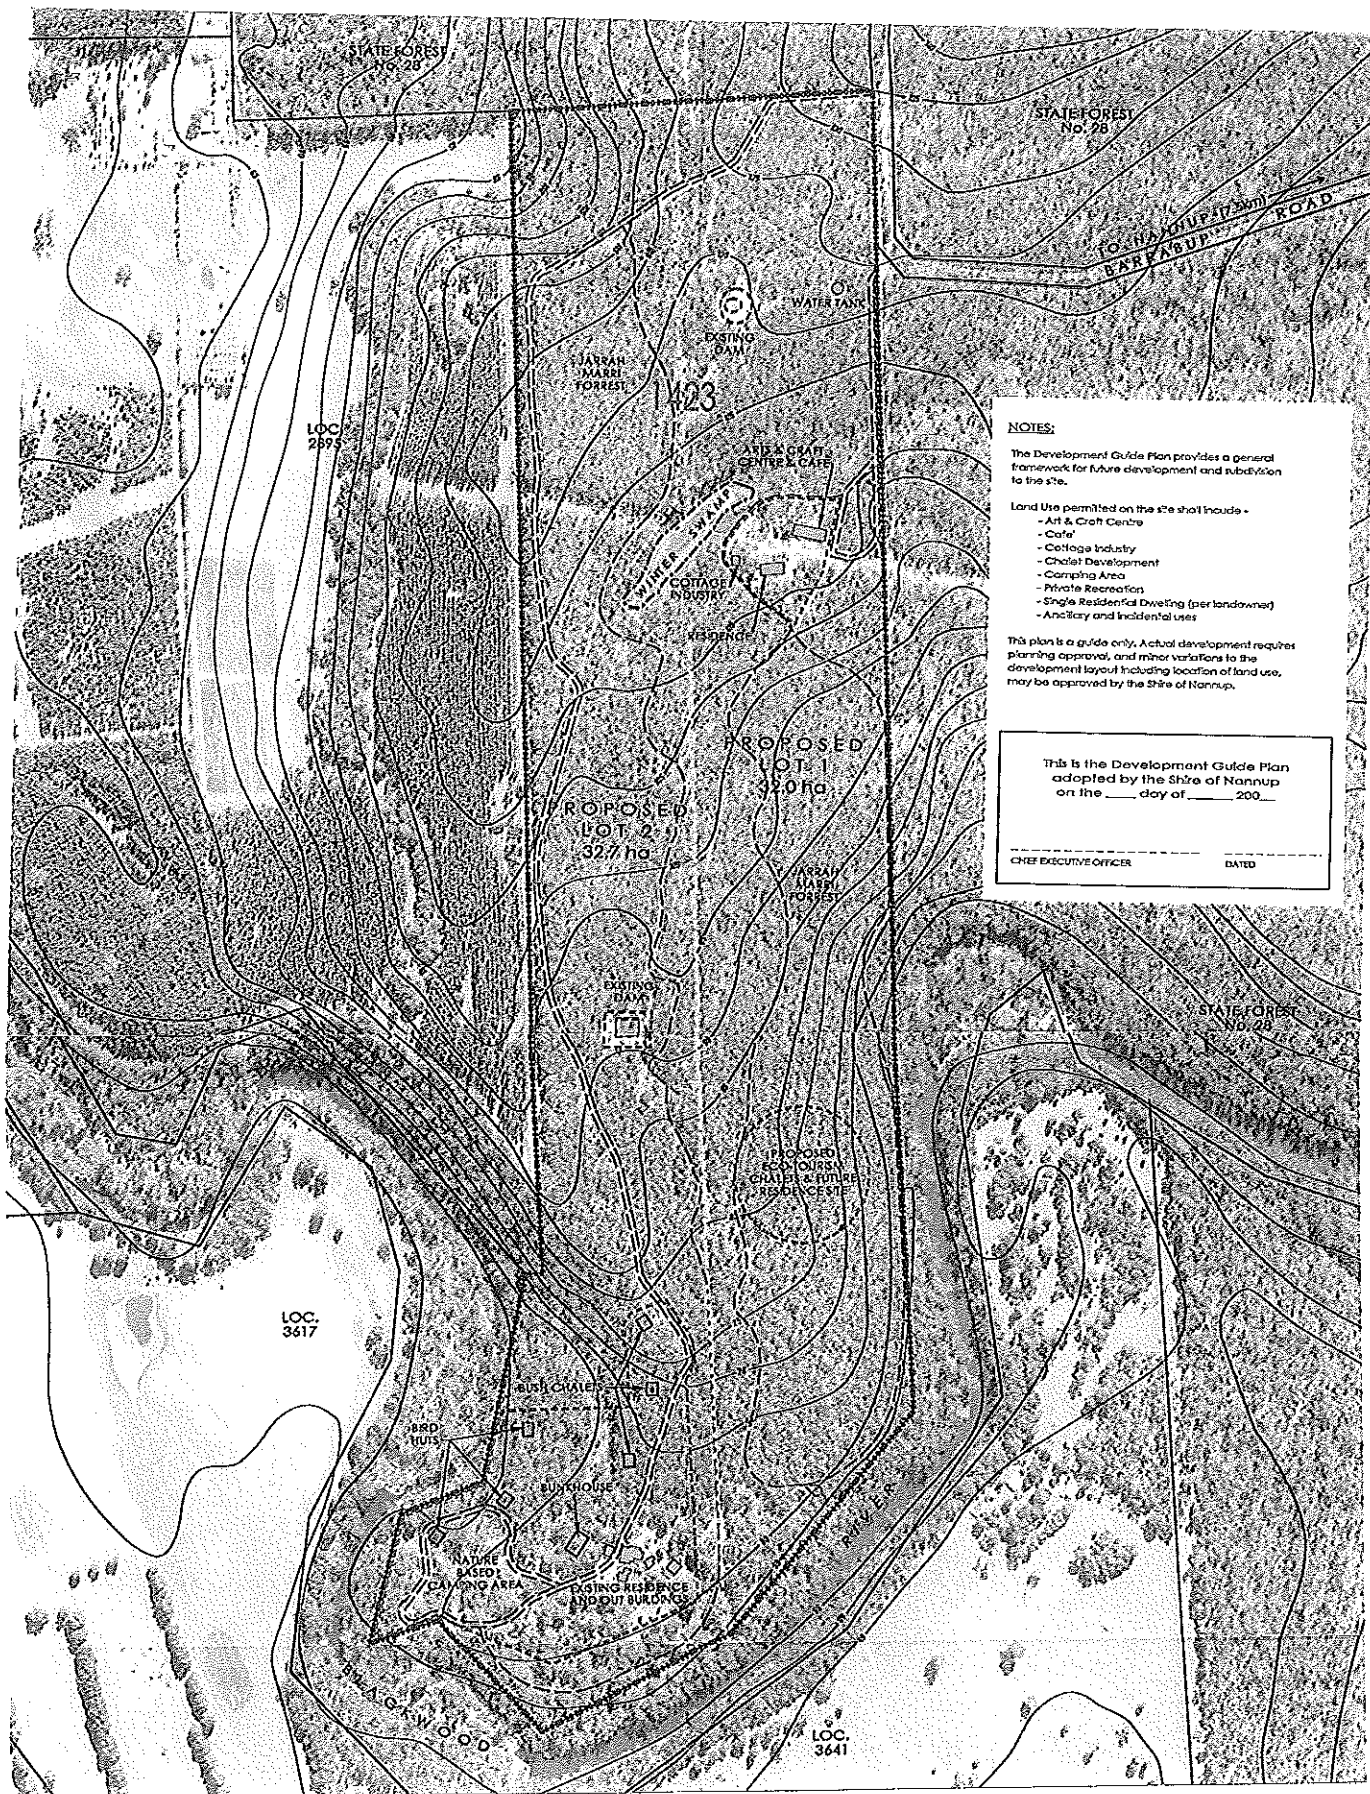 STATE FOREST
No. 28
STATE FOREST
No. 28
BARRABUP ROAD
WATER TANK
EXISTING
DAM
JARRAH
MARRI
FORREST
1423
LOC.
2895
ARTS & CRAFT
CENTRE & CAFE
WINTER SWAMP
COTTAGE
INDUSTRY
RESIDENCE
NOTES:
The Development Guide Plan provides a general
framework for future development and subdivision
to the site.
Land Use permitted on the site shall include -
- Art & Craft Centre
- Cafe'
- Cottage Industry
- Chalet Development
- Camping Area
- Private Recreation
- Single Residential Dwelling (per landowner)
- Ancillary and incidental uses
This plan is a guide only. Actual development requires
planning approval, and minor variations to the
development layout including location of land use,
may be approved by the Shire of Nannup.
This is the Development Guide Plan
adopted by the Shire of Nannup
on the ____ day of ______ 200__
CHIEF EXECUTIVE OFFICER DATED
PROPOSED
LOT 1
32.0 ha
PROPOSED
LOT 2
32.7 ha
JARRAH
MARRI
FORREST
EXISTING
DAM
STATE FOREST
No. 28
PROPOSED
ECO-TOURISM
CHALETS & FUTURE
RESIDENCE SITE
LOC.
3617
BUSH CHALETS
BIRD
HUTS
BUNKHOUSE
RIVER
NATURE
BASED
CAMPING AREA
EXISTING RESIDENCE
AND OUT BUILDINGS
BLACKWOOD
LOC.
3641